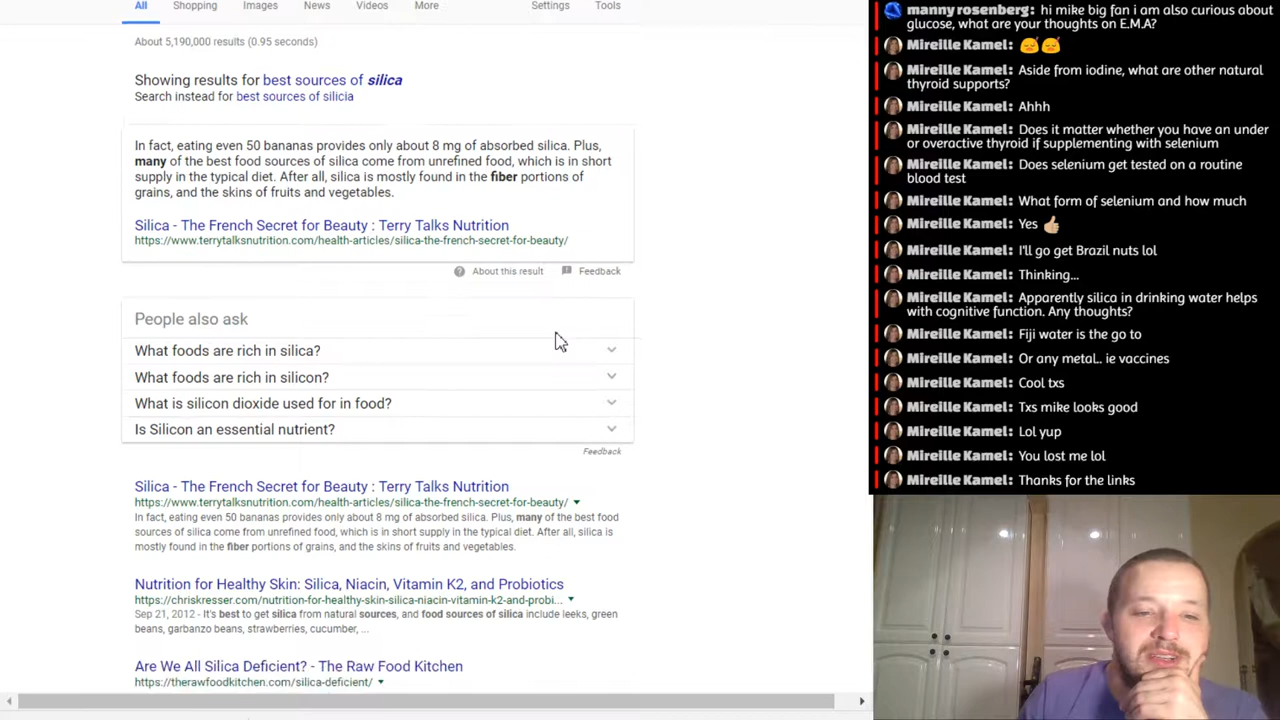 All Shopping Images News Videos More Settings Tools
About 5,190,000 results (0.95 seconds)
Showing results for best sources of silica
Search instead for best sources of silicia
In fact, eating even 50 bananas provides only about 8 mg of absorbed silica. Plus,
many of the best food sources of silica come from unrefined food, which is in short
supply in the typical diet. After all, silica is mostly found in the fiber portions of
grains, and the skins of fruits and vegetables.
Silica - The French Secret for Beauty : Terry Talks Nutrition
https://www.terrytalksnutrition.com/health-articles/silica-the-french-secret-for-beauty/
About this result Feedback
People also ask
What foods are rich in silica?
What foods are rich in silicon?
What is silicon dioxide used for in food?
Is Silicon an essential nutrient?
Feedback
Silica - The French Secret for Beauty : Terry Talks Nutrition
https://www.terrytalksnutrition.com/health-articles/silica-the-french-secret-for-beauty/
In fact, eating even 50 bananas provides only about 8 mg of absorbed silica. Plus, many of the best food
sources of silica come from unrefined food, which is in short supply in the typical diet. After all, silica is
mostly found in the fiber portions of grains, and the skins of fruits and vegetables.
Nutrition for Healthy Skin: Silica, Niacin, Vitamin K2, and Probiotics
https://chriskresser.com/nutrition-for-healthy-skin-silica-niacin-vitamin-k2-and-probi...
Sep 21, 2012 - It's best to get silica from natural sources, and food sources of silica include leeks, green
beans, garbanzo beans, strawberries, cucumber, ...
Are We All Silica Deficient? - The Raw Food Kitchen
https://therawfoodkitchen.com/silica-deficient/
manny rosenberg: hi mike big fan i am also curious about
glucose, what are your thoughts on E.M.A?
Mireille Kamel:
Mireille Kamel: Aside from iodine, what are other natural
thyroid supports?
Mireille Kamel: Ahhh
Mireille Kamel: Does it matter whether you have an under
or overactive thyroid if supplementing with selenium
Mireille Kamel: Does selenium get tested on a routine
blood test
Mireille Kamel: What form of selenium and how much
Mireille Kamel: Yes
Mireille Kamel: I'll go get Brazil nuts lol
Mireille Kamel: Thinking...
Mireille Kamel: Apparently silica in drinking water helps
with cognitive function. Any thoughts?
Mireille Kamel: Fiji water is the go to
Mireille Kamel: Or any metal.. ie vaccines
Mireille Kamel: Cool txs
Mireille Kamel: Txs mike looks good
Mireille Kamel: Lol yup
Mireille Kamel: You lost me lol
Mireille Kamel: Thanks for the links